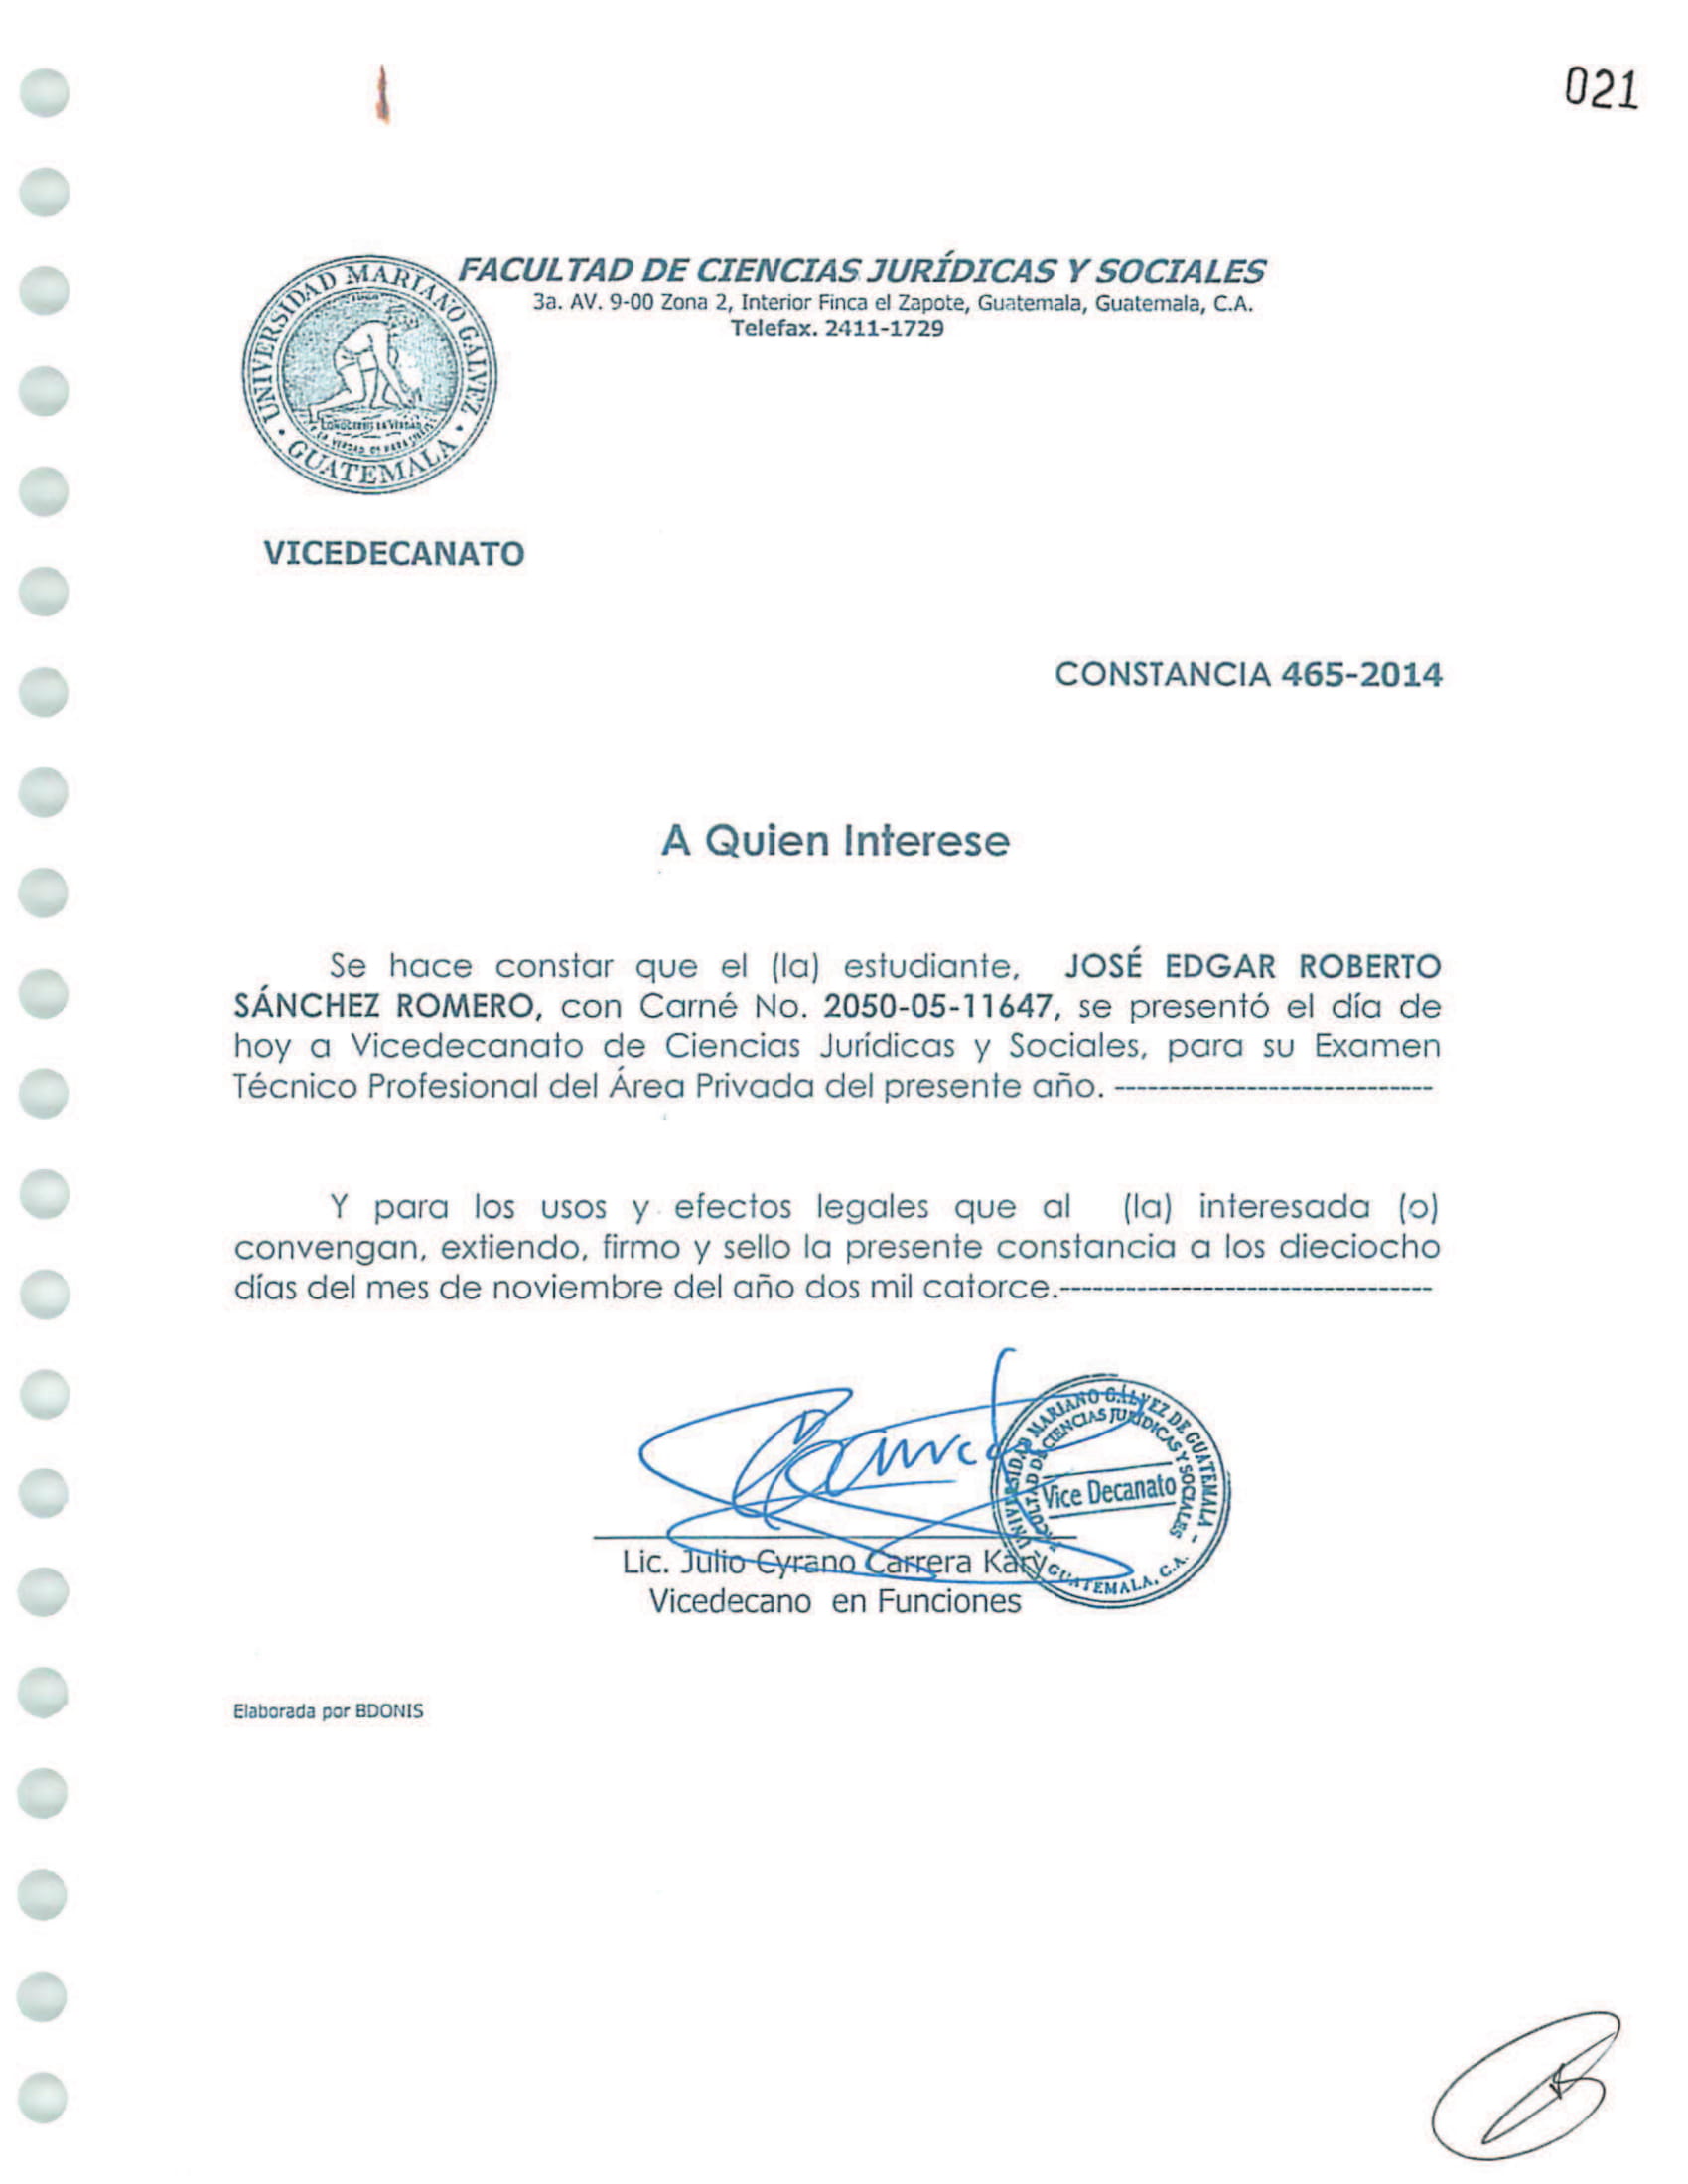 021
UNIVERSIDAD MARIANO GÁLVEZ
GUATEMALA
CONOCEREIS LA VERDAD
FACULTAD DE CIENCIAS JURÍDICAS Y SOCIALES
3a. AV. 9-00 Zona 2, Interior Finca el Zapote, Guatemala, Guatemala, C.A.
Telefax. 2411-1729
VICEDECANATO
CONSTANCIA 465-2014
A Quien Interese
Se hace constar que el (la) estudiante, JOSÉ EDGAR ROBERTO
SÁNCHEZ ROMERO, con Carné No. 2050-05-11647, se presentó el día de
hoy a Vicedecanato de Ciencias Jurídicas y Sociales, para su Examen
Técnico Profesional del Área Privada del presente año. -----------------------------
Y para los usos y efectos legales que al (la) interesada (o)
convengan, extiendo, firmo y sello la presente constancia a los dieciocho
días del mes de noviembre del año dos mil catorce.----------------------------------
UNIVERSIDAD MARIANO GÁLVEZ DE GUATEMALA
FACULTAD DE CIENCIAS JURÍDICAS Y SOCIALES
Vice Decanato
GUATEMALA, C.A.
Lic. Julio Cyrano Carrera Kary
Vicedecano en Funciones
Elaborada por BDONIS